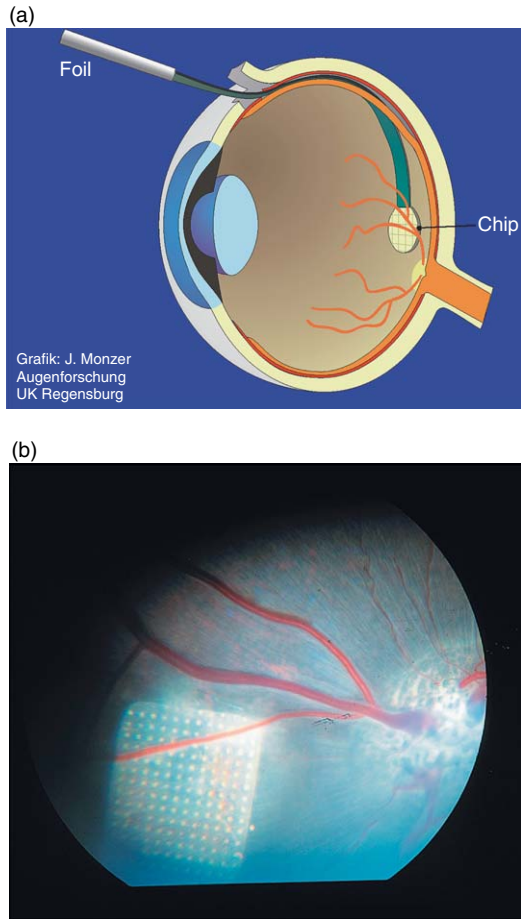 (a)
Foil
Chip
Grafik: J. Monzer
Augenforschung
UK Regensburg
(b)